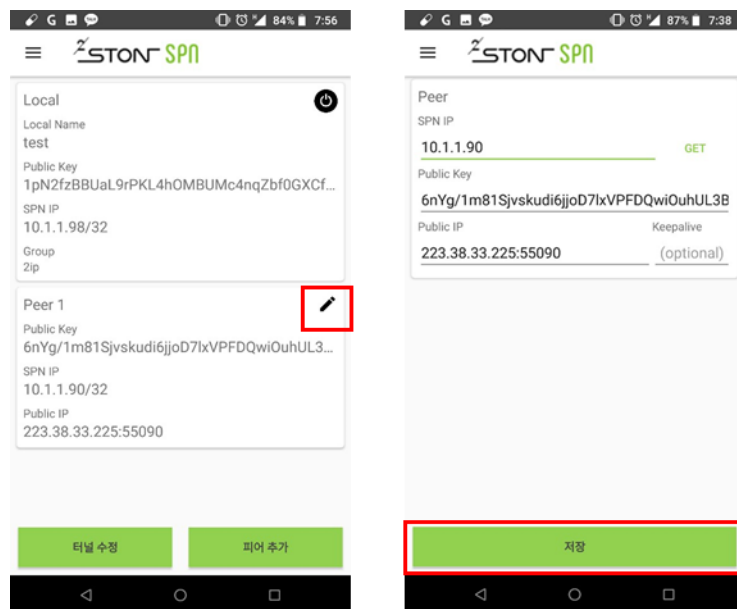 84% 7:56
ZSTON SPN
Local
Local Name
test
Public Key
1pN2fzBBUaL9rPKL4hOMBUMc4nqZbf0GXCf...
SPN IP
10.1.1.98/32
Group
2ip
Peer 1
Public Key
6nYg/1m81Sjvskudi6jjoD7lxVPFDQwiOuhUL3...
SPN IP
10.1.1.90/32
Public IP
223.38.33.225:55090
터널 수정 피어 추가
87% 7:38
ZSTON SPN
Peer
SPN IP
10.1.1.90 GET
Public Key
6nYg/1m81Sjvskudi6jjoD7lxVPFDQwiOuhUL3B
Public IP Keepalive
223.38.33.225:55090 (optional)
저장